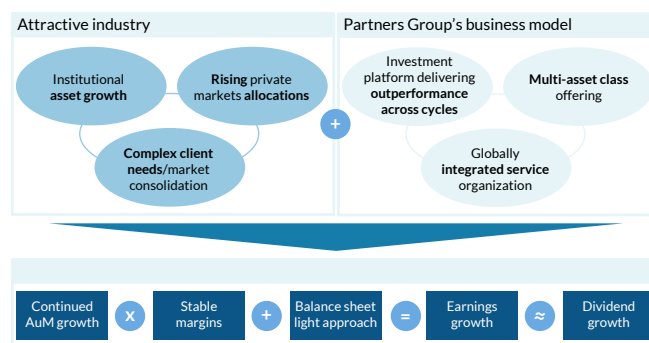 Attractive industry
Institutional
asset growth
Rising private
markets allocations
Complex client
needs/market
consolidation
+
Partners Group's business model
Investment
platform delivering
outperformance
across cycles
Multi-asset class
offering
Globally
integrated service
organization
Continued
AuM growth
x
Stable
margins
+
Balance sheet
light approach
=
Earnings
growth
≈
Dividend
growth